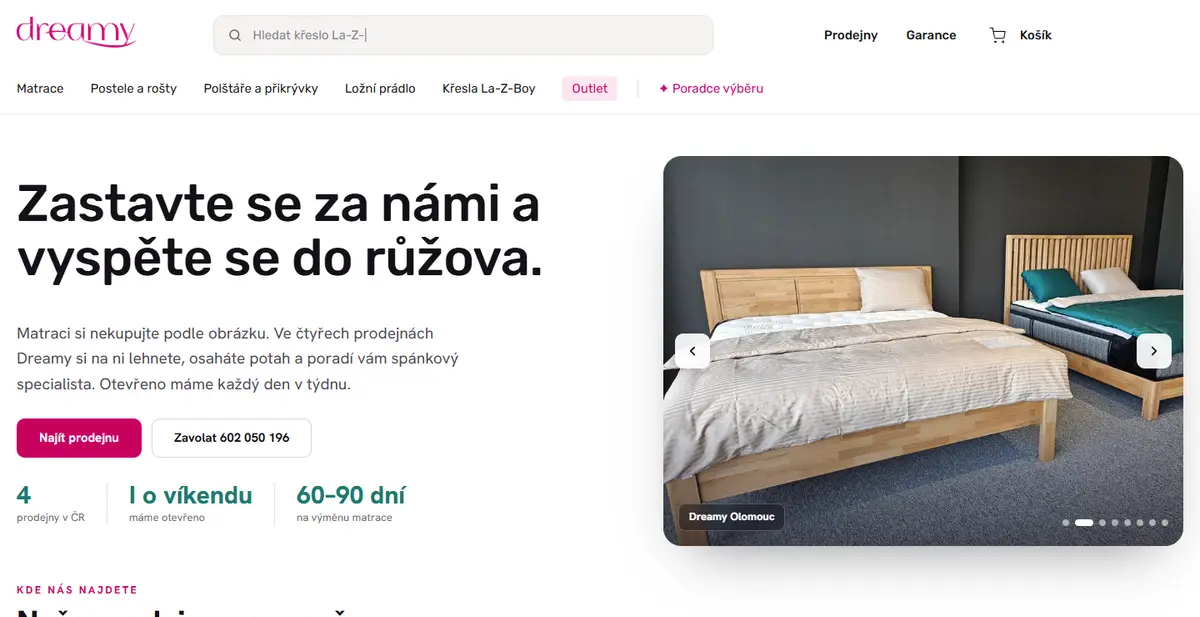 dreamy
Hledat křeslo La-Z-
Prodejny
Garance
Košík
Matrace
Postele a rošty
Polštáře a přikrývky
Ložní prádlo
Křesla La-Z-Boy
Outlet
Poradce výběru
Zastavte se za námi a
vyspěte se do růžova.
Matraci si nekupujte podle obrázku. Ve čtyřech prodejnách
Dreamy si na ni lehnete, osaháte potah a poradí vám spánkový
specialista. Otevřeno máme každý den v týdnu.
Najít prodejnu
Zavolat 602 050 196
4
prodejny v ČR
I o víkendu
máme otevřeno
60–90 dní
na výměnu matrace
Dreamy Olomouc
KDE NÁS NAJDETE